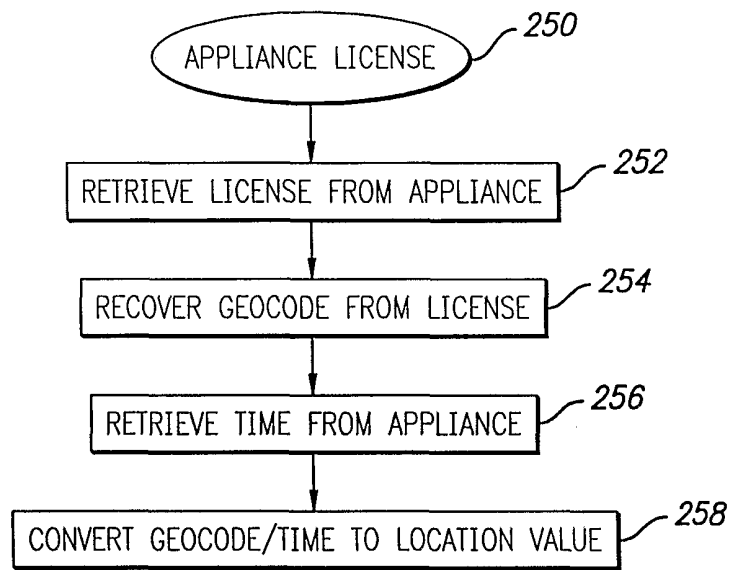 250
APPLIANCE LICENSE
252
RETRIEVE LICENSE FROM APPLIANCE
254
RECOVER GEOCODE FROM LICENSE
256
RETRIEVE TIME FROM APPLIANCE
258
CONVERT GEOCODE/TIME TO LOCATION VALUE